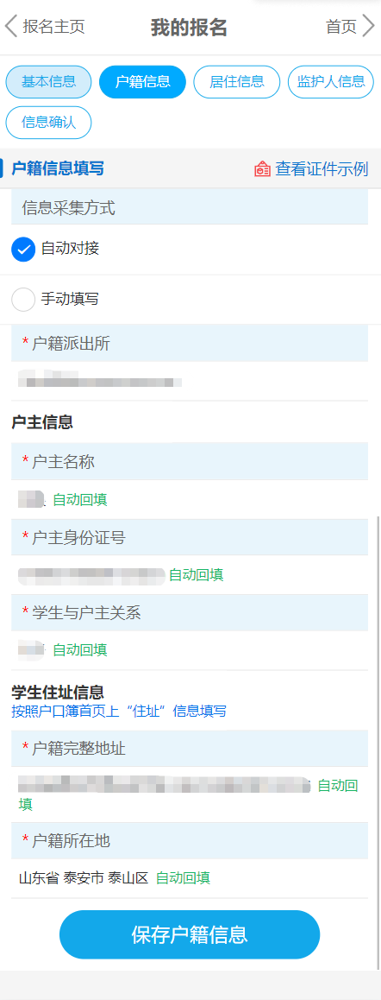 报名主页 我的报名 首页
基本信息 户籍信息 居住信息 监护人信息
信息确认
户籍信息填写 查看证件示例
信息采集方式
自动对接
手动填写
* 户籍派出所
户主信息
* 户主名称
自动回填
* 户主身份证号
自动回填
* 学生与户主关系
自动回填
学生住址信息
按照户口簿首页上“住址”信息填写
* 户籍完整地址
自动回
填
* 户籍所在地
山东省 泰安市 泰山区 自动回填
保存户籍信息